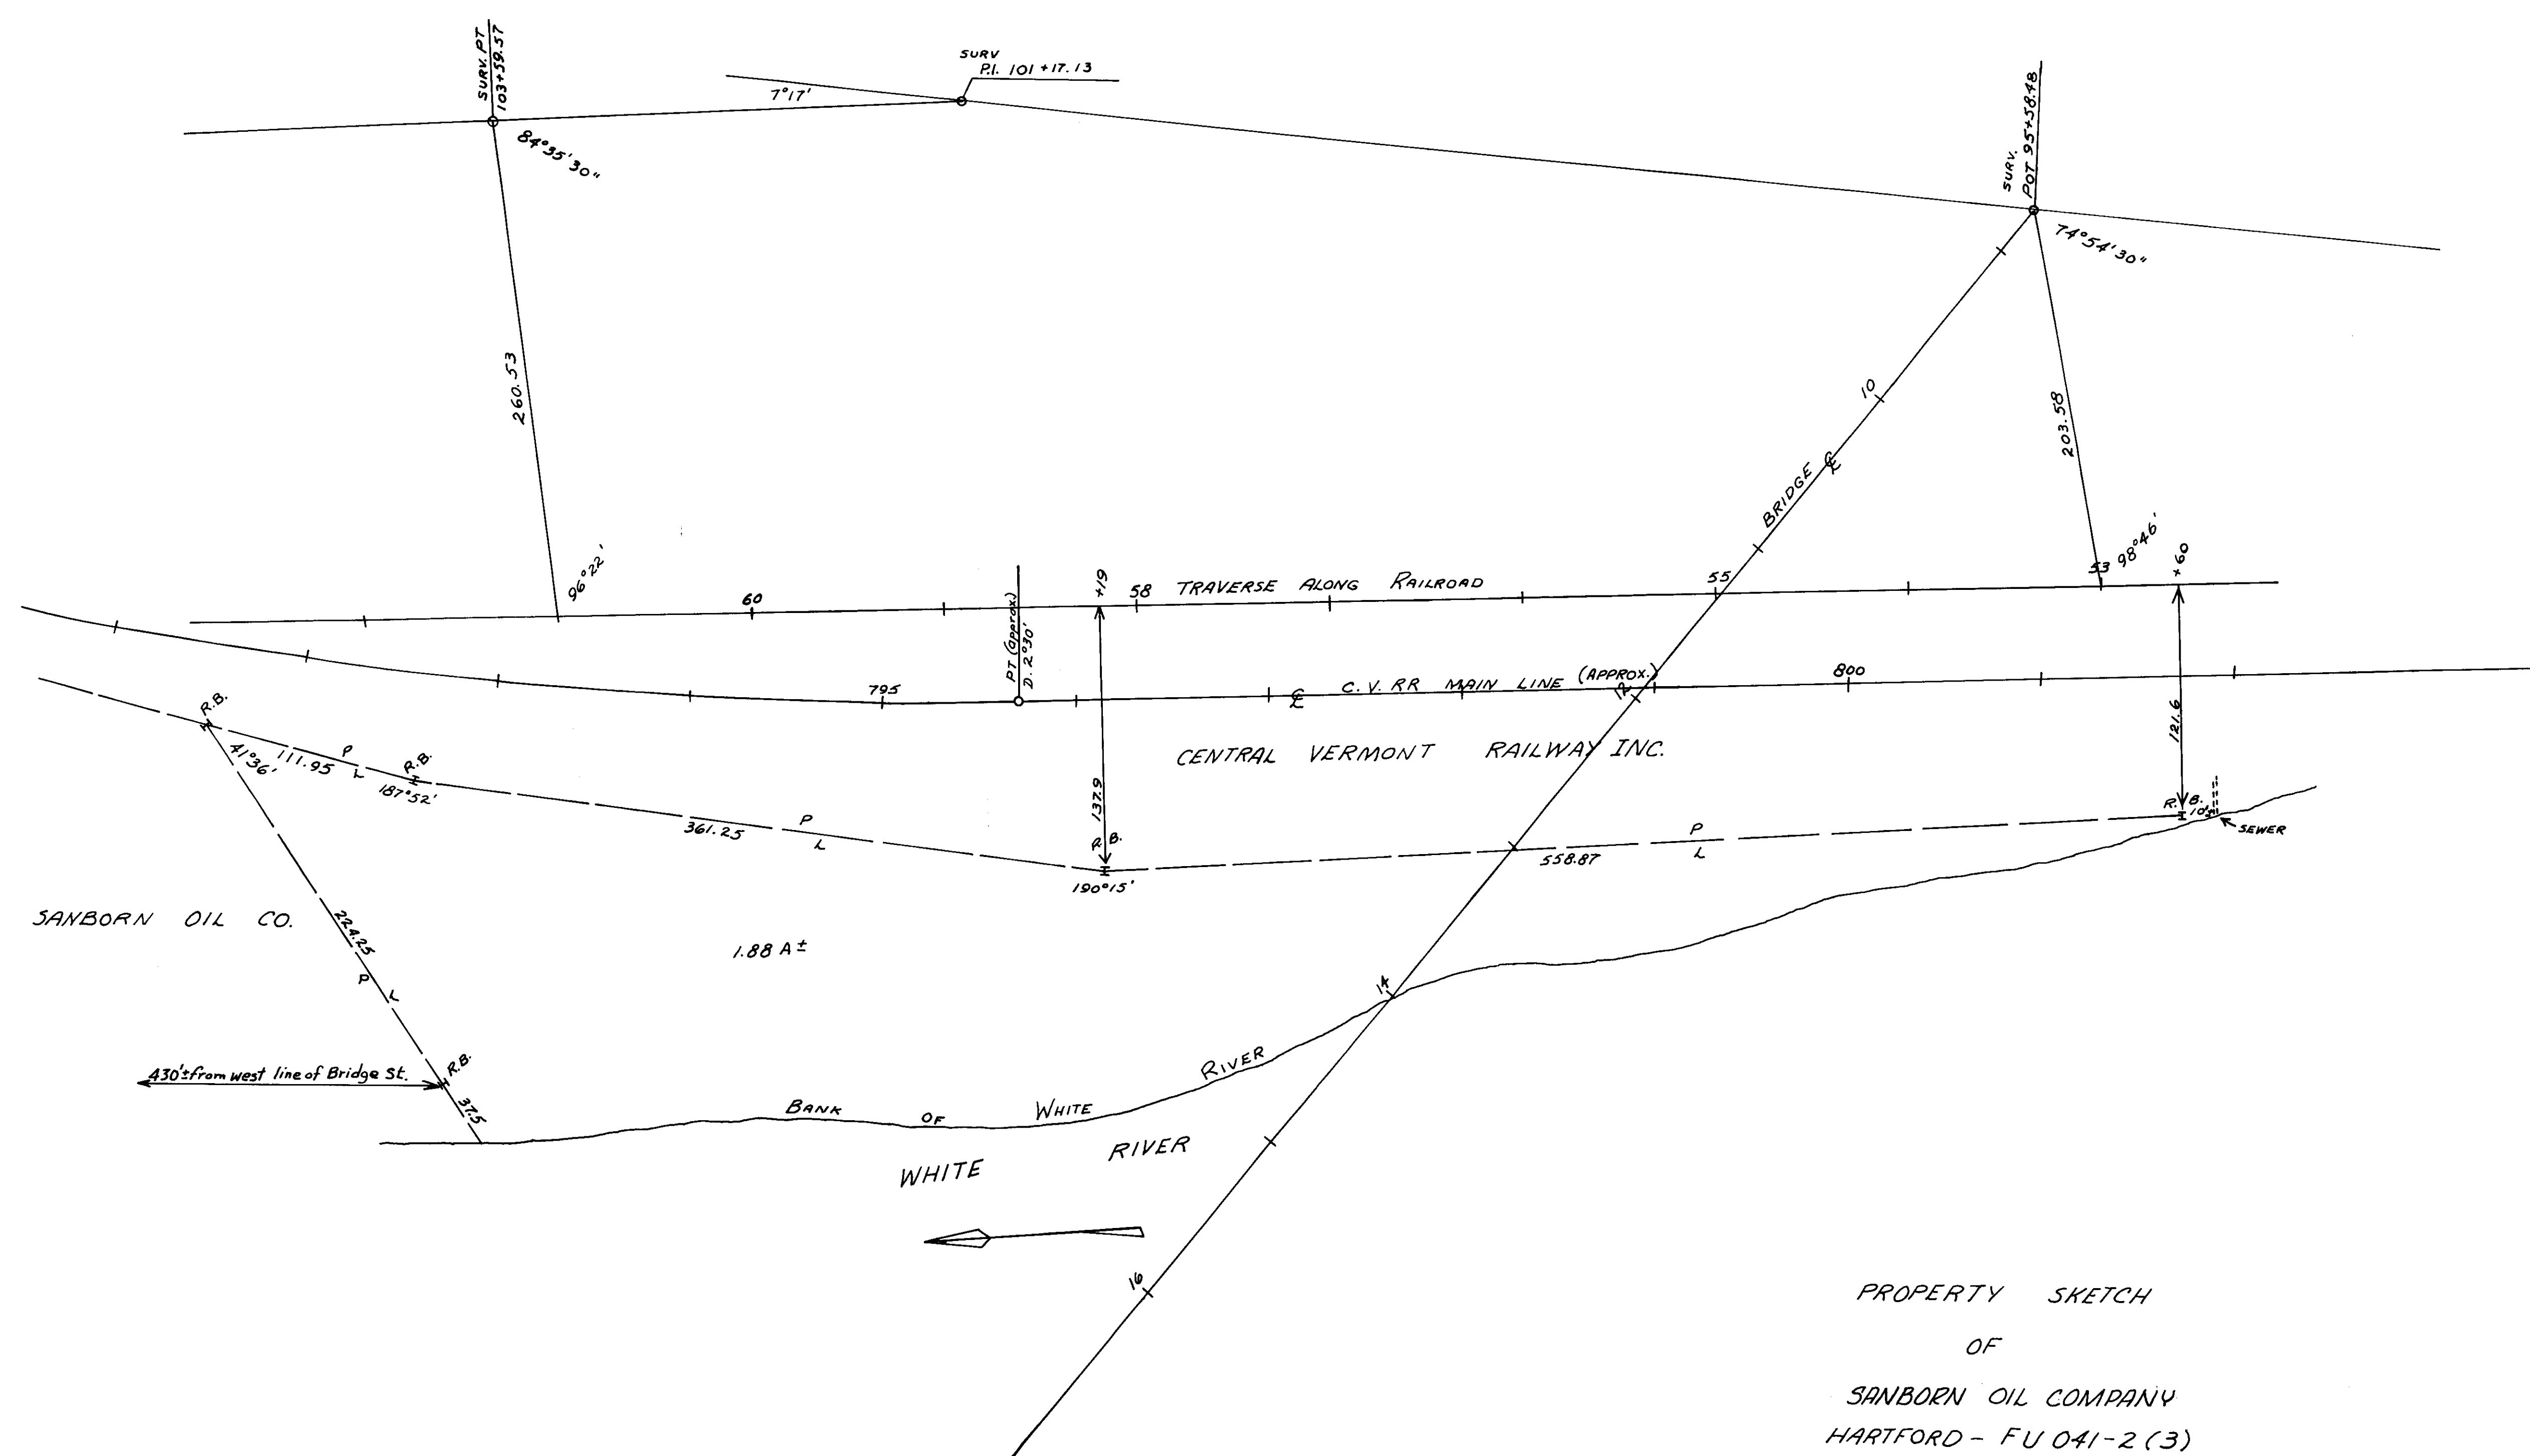 SURV. PT
103+59.57
SURV
P.I. 101+17.13
7°17'
84°35'30"
SURV.
POT 95+58.48
74°54'30"
260.53
10
203.58
BRIDGE ℄
96°22'
60
PT (approx.)
D. 2°30'
+19
58
TRAVERSE ALONG RAILROAD
55
53
98°46'
+60
795
℄ C.V. RR MAIN LINE (APPROX.)
12
800
CENTRAL VERMONT RAILWAY INC.
137.9
121.6
R.B.
41°36'
111.95
P L
R.B.
187°52'
361.25
P L
R.B.
190°15'
558.87
P L
R.B.
10'±
SEWER
SANBORN OIL CO.
224.25
P L
1.88 A±
14
430'± from west line of Bridge St.
R.B.
37.5
BANK OF WHITE RIVER
WHITE RIVER
16
PROPERTY SKETCH
OF
SANBORN OIL COMPANY
HARTFORD - FU 041-2 (3)